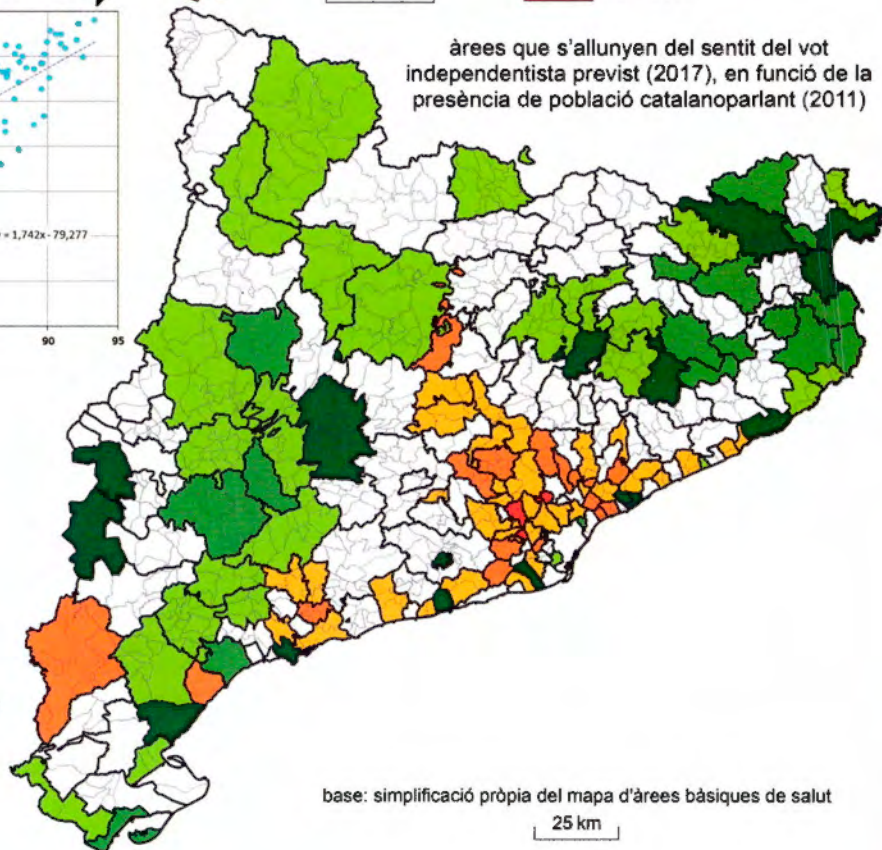 àrees que s'allunyen del sentit del vot
independentista previst (2017), en funció de la
presència de població catalanoparlant (2011)
= 1,742x - 79,277
90
95
base: simplificació pròpia del mapa d'àrees bàsiques de salut
25 km